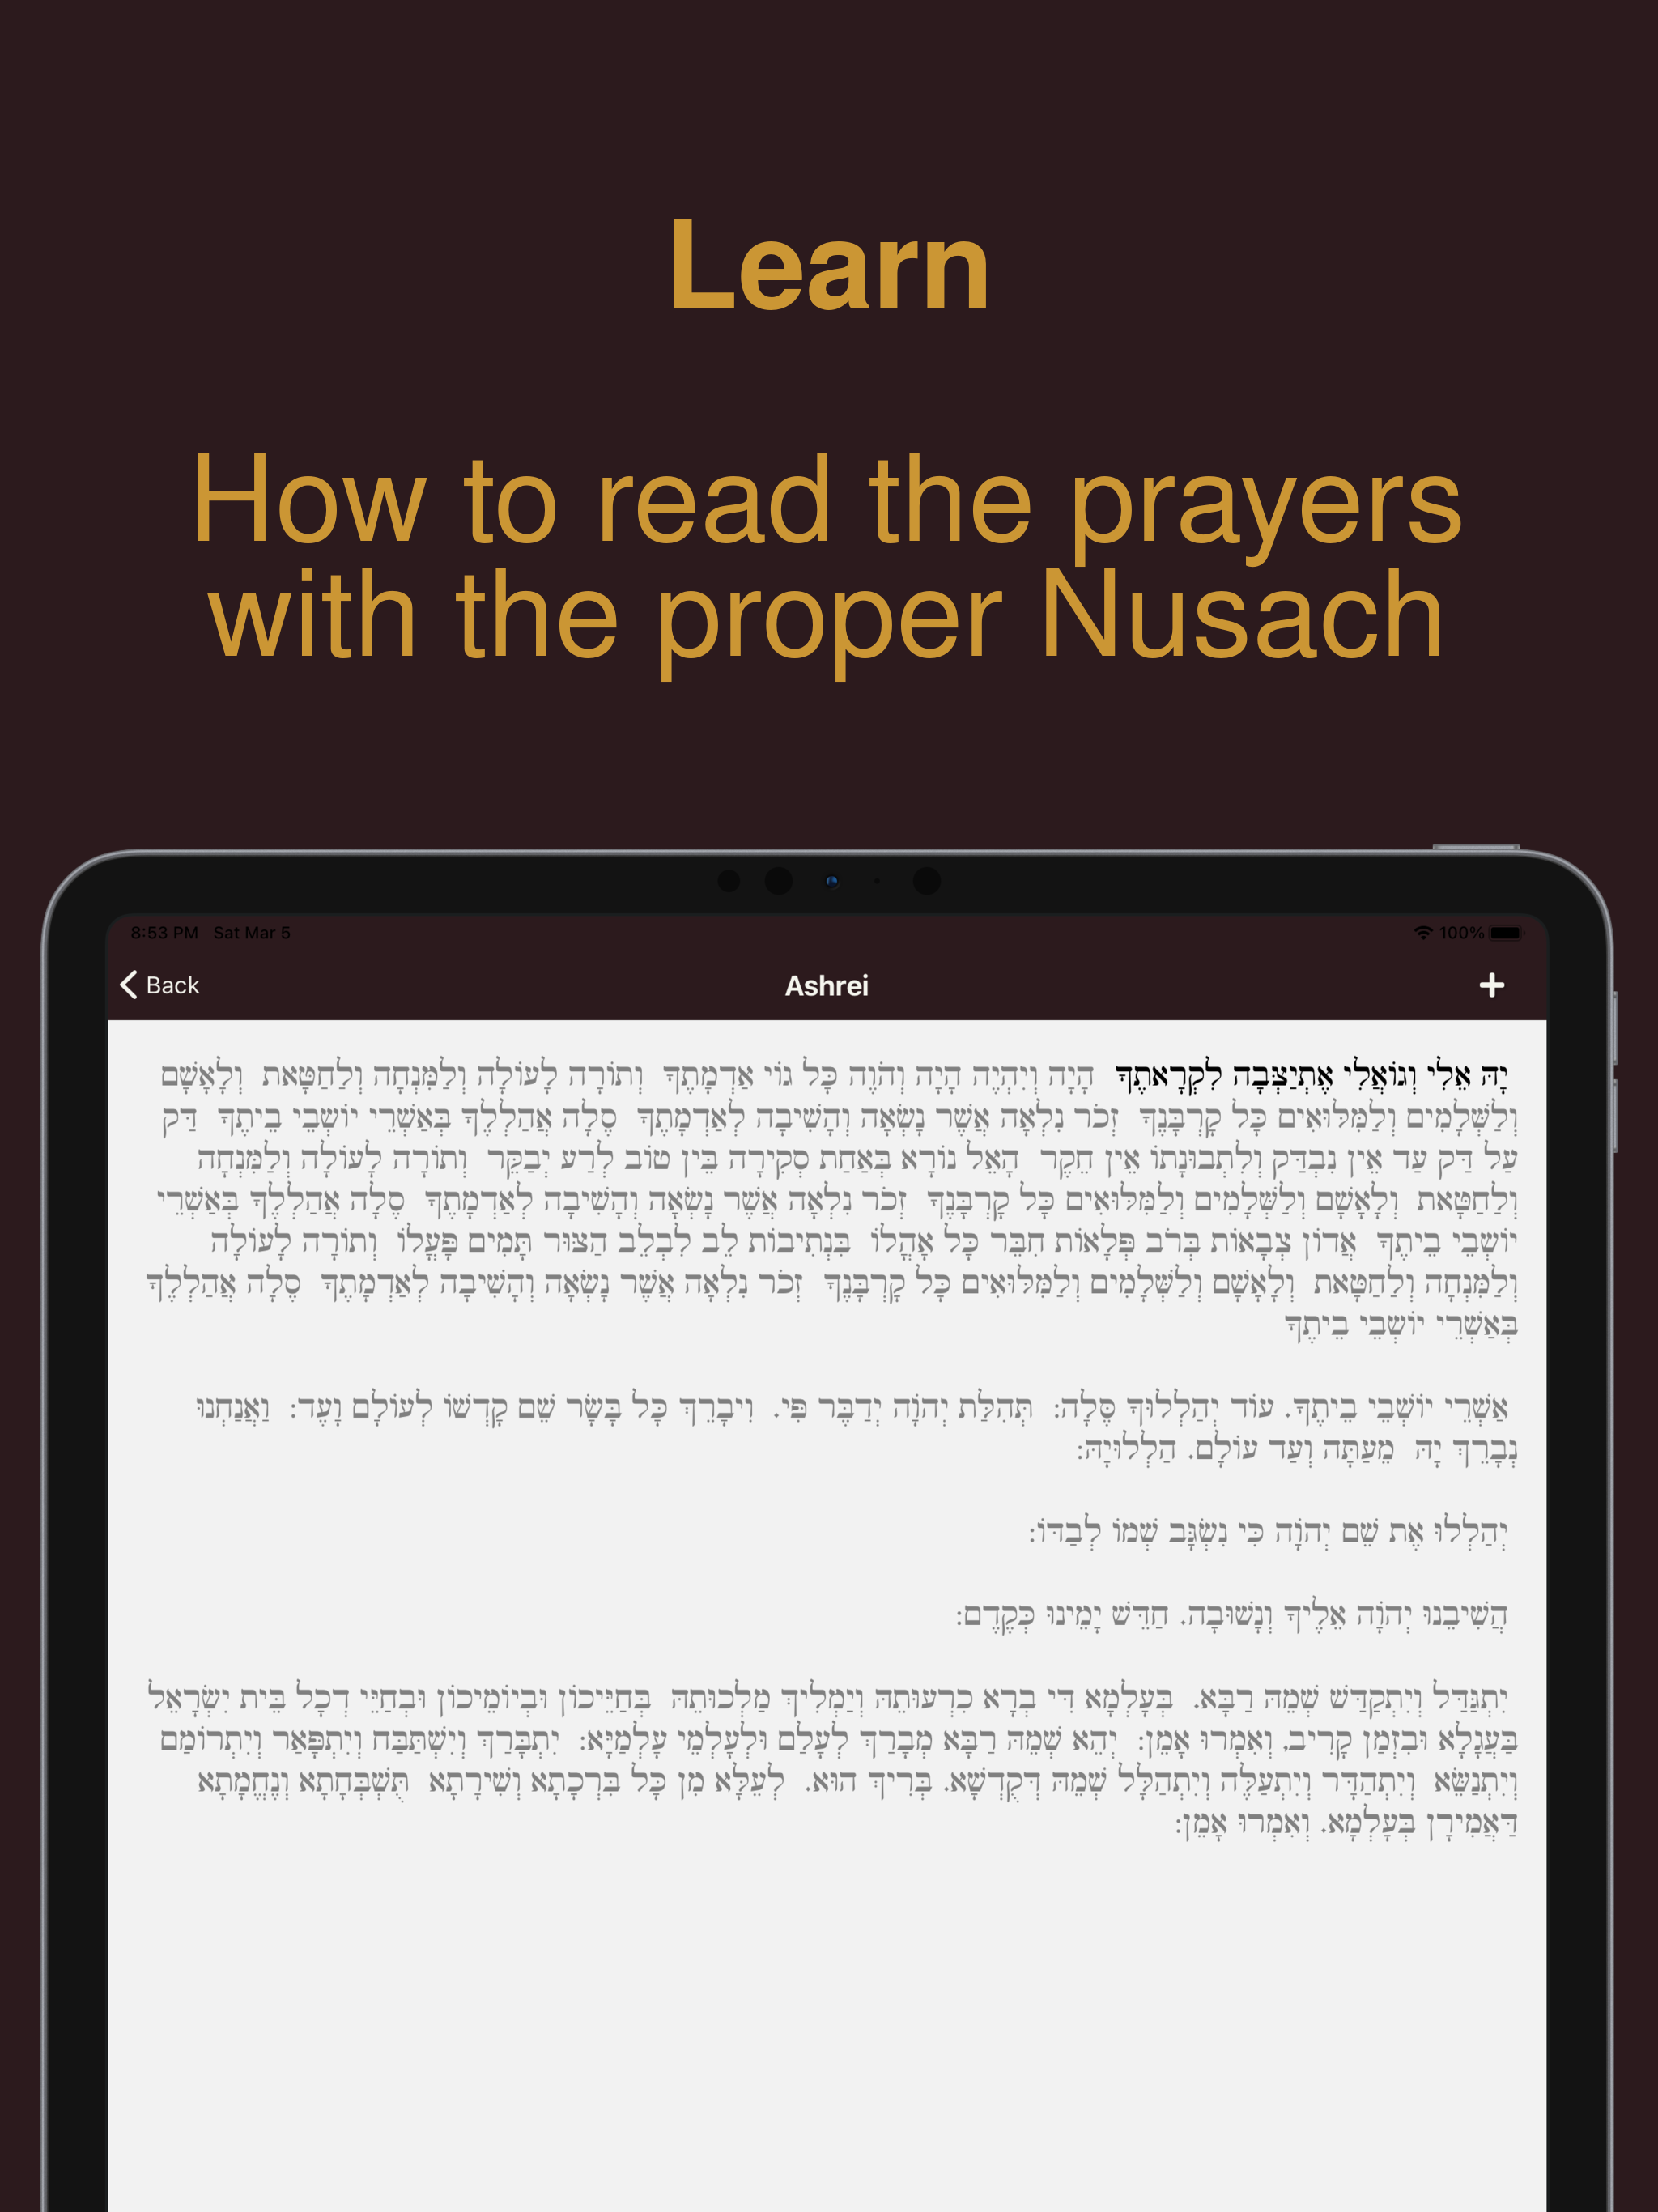 Learn
How to read the prayers
with the proper Nusach
8:53 PM Sat Mar 5
100%
Back
Ashrei
+
יָהּ אֵלִי וְגוֹאֲלִי אֶתְיַצְּבָה לִקְרָאתֶךָ הָיָה וְיִהְיֶה הָיָה וְהֹוֶה כָּל גּוֹי אַדְמָתֶךָ וְתוֹרָה לָעוֹלָה וְלַמִּנְחָה וְלַחַטָּאת וְלָאָשָׁם
וְלַשְּׁלָמִים וְלַמִּלּוּאִים כָּל קָרְבָּנֶךָ זְכֹר נִלְאָה אֲשֶׁר נָשְׂאָה וְהָשִׁיבָה לְאַדְמָתֶךָ סֶלָה אֲהַלְלֶךָ בְּאַשְׁרֵי יוֹשְׁבֵי בֵיתֶךָ דַּק
עַל דַּק עַד אֵין נִבְדַּק וְלִתְבוּנָתוֹ אֵין חֵקֶר הָאֵל נוֹרָא בְּאַחַת סְקִירָה בֵּין טוֹב לְרַע יְבַקֵּר וְתוֹרָה לָעוֹלָה וְלַמִּנְחָה
וְלַחַטָּאת וְלָאָשָׁם וְלַשְּׁלָמִים וְלַמִּלּוּאִים כָּל קָרְבָּנֶךָ זְכֹר נִלְאָה אֲשֶׁר נָשְׂאָה וְהָשִׁיבָה לְאַדְמָתֶךָ סֶלָה אֲהַלְלֶךָ בְּאַשְׁרֵי
יוֹשְׁבֵי בֵיתֶךָ אֲדוֹן צְבָאוֹת בְּרֹב פְּלָאוֹת חִבֵּר כָּל אָהֳלוֹ בִּנְתִיבוֹת לֵב לִבְלֵב הַצּוּר תָּמִים פָּעֳלוֹ וְתוֹרָה לָעוֹלָה
וְלַמִּנְחָה וְלַחַטָּאת וְלָאָשָׁם וְלַשְּׁלָמִים וְלַמִּלּוּאִים כָּל קָרְבָּנֶךָ זְכֹר נִלְאָה אֲשֶׁר נָשְׂאָה וְהָשִׁיבָה לְאַדְמָתֶךָ סֶלָה אֲהַלְלֶךָ
בְּאַשְׁרֵי יוֹשְׁבֵי בֵיתֶךָ
אַשְׁרֵי יוֹשְׁבֵי בֵיתֶךָ. עוֹד יְהַלְלוּךָ סֶּלָה: תְּהִלַּת יְהוָֹה יְדַבֶּר פִּי. וִיבָרֵךְ כָּל בָּשָׂר שֵׁם קָדְשׁוֹ לְעוֹלָם וָעֶד: וַאֲנַחְנוּ
נְבָרֵךְ יָהּ מֵעַתָּה וְעַד עוֹלָם. הַלְלוּיָהּ:
יְהַלְלוּ אֶת שֵׁם יְהוָֹה כִּי נִשְׂגָּב שְׁמוֹ לְבַדּוֹ:
הֲשִׁיבֵנוּ יְהוָֹה אֵלֶיךָ וְנָשׁוּבָה. חַדֵּשׁ יָמֵינוּ כְּקֶדֶם:
יִתְגַּדַּל וְיִתְקַדַּשׁ שְׁמֵהּ רַבָּא. בְּעָלְמָא דִּי בְרָא כִרְעוּתֵהּ וְיַמְלִיךְ מַלְכוּתֵהּ בְּחַיֵּיכוֹן וּבְיוֹמֵיכוֹן וּבְחַיֵּי דְכָל בֵּית יִשְׂרָאֵל
בַּעֲגָלָא וּבִזְמַן קָרִיב, וְאִמְרוּ אָמֵן: יְהֵא שְׁמֵהּ רַבָּא מְבָרַךְ לְעָלַם וּלְעָלְמֵי עָלְמַיָּא: יִתְבָּרַךְ וְיִשְׁתַּבַּח וְיִתְפָּאַר וְיִתְרוֹמַם
וְיִתְנַשֵּׂא וְיִתְהַדָּר וְיִתְעַלֶּה וְיִתְהַלָּל שְׁמֵהּ דְּקֻדְשָׁא. בְּרִיךְ הוּא. לְעֵלָּא מִן כָּל בִּרְכָתָא וְשִׁירָתָא תֻּשְׁבְּחָתָא וְנֶחֱמָתָא
דַּאֲמִירָן בְּעָלְמָא. וְאִמְרוּ אָמֵן: